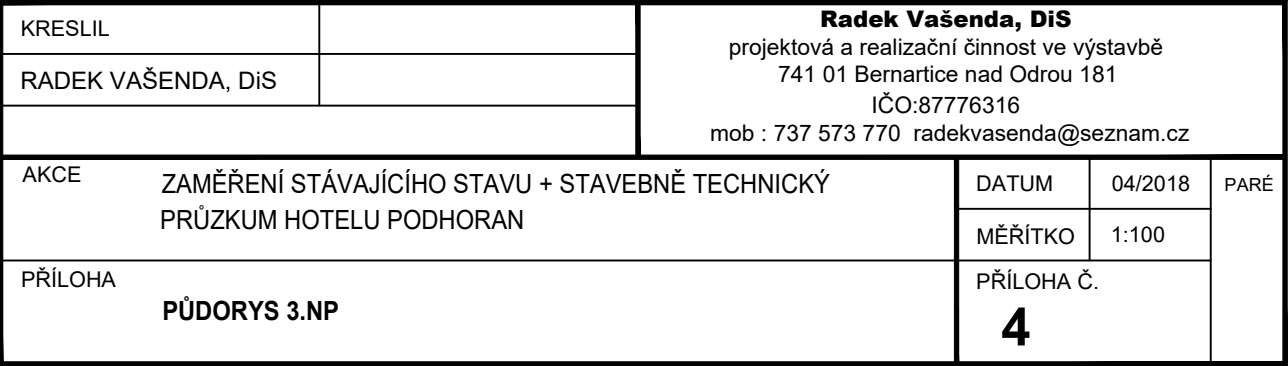 KRESLIL
RADEK VAŠENDA, DiS
Radek Vašenda, DiS
projektová a realizační činnost ve výstavbě
741 01 Bernartice nad Odrou 181
IČO:87776316
mob : 737 573 770 radekvasenda@seznam.cz
AKCE
ZAMĚŘENÍ STÁVAJÍCÍHO STAVU + STAVEBNĚ TECHNICKÝ
PRŮZKUM HOTELU PODHORAN
DATUM 04/2018
MĚŘÍTKO 1:100
PARÉ
PŘÍLOHA
PŮDORYS 3.NP
PŘÍLOHA Č.
4